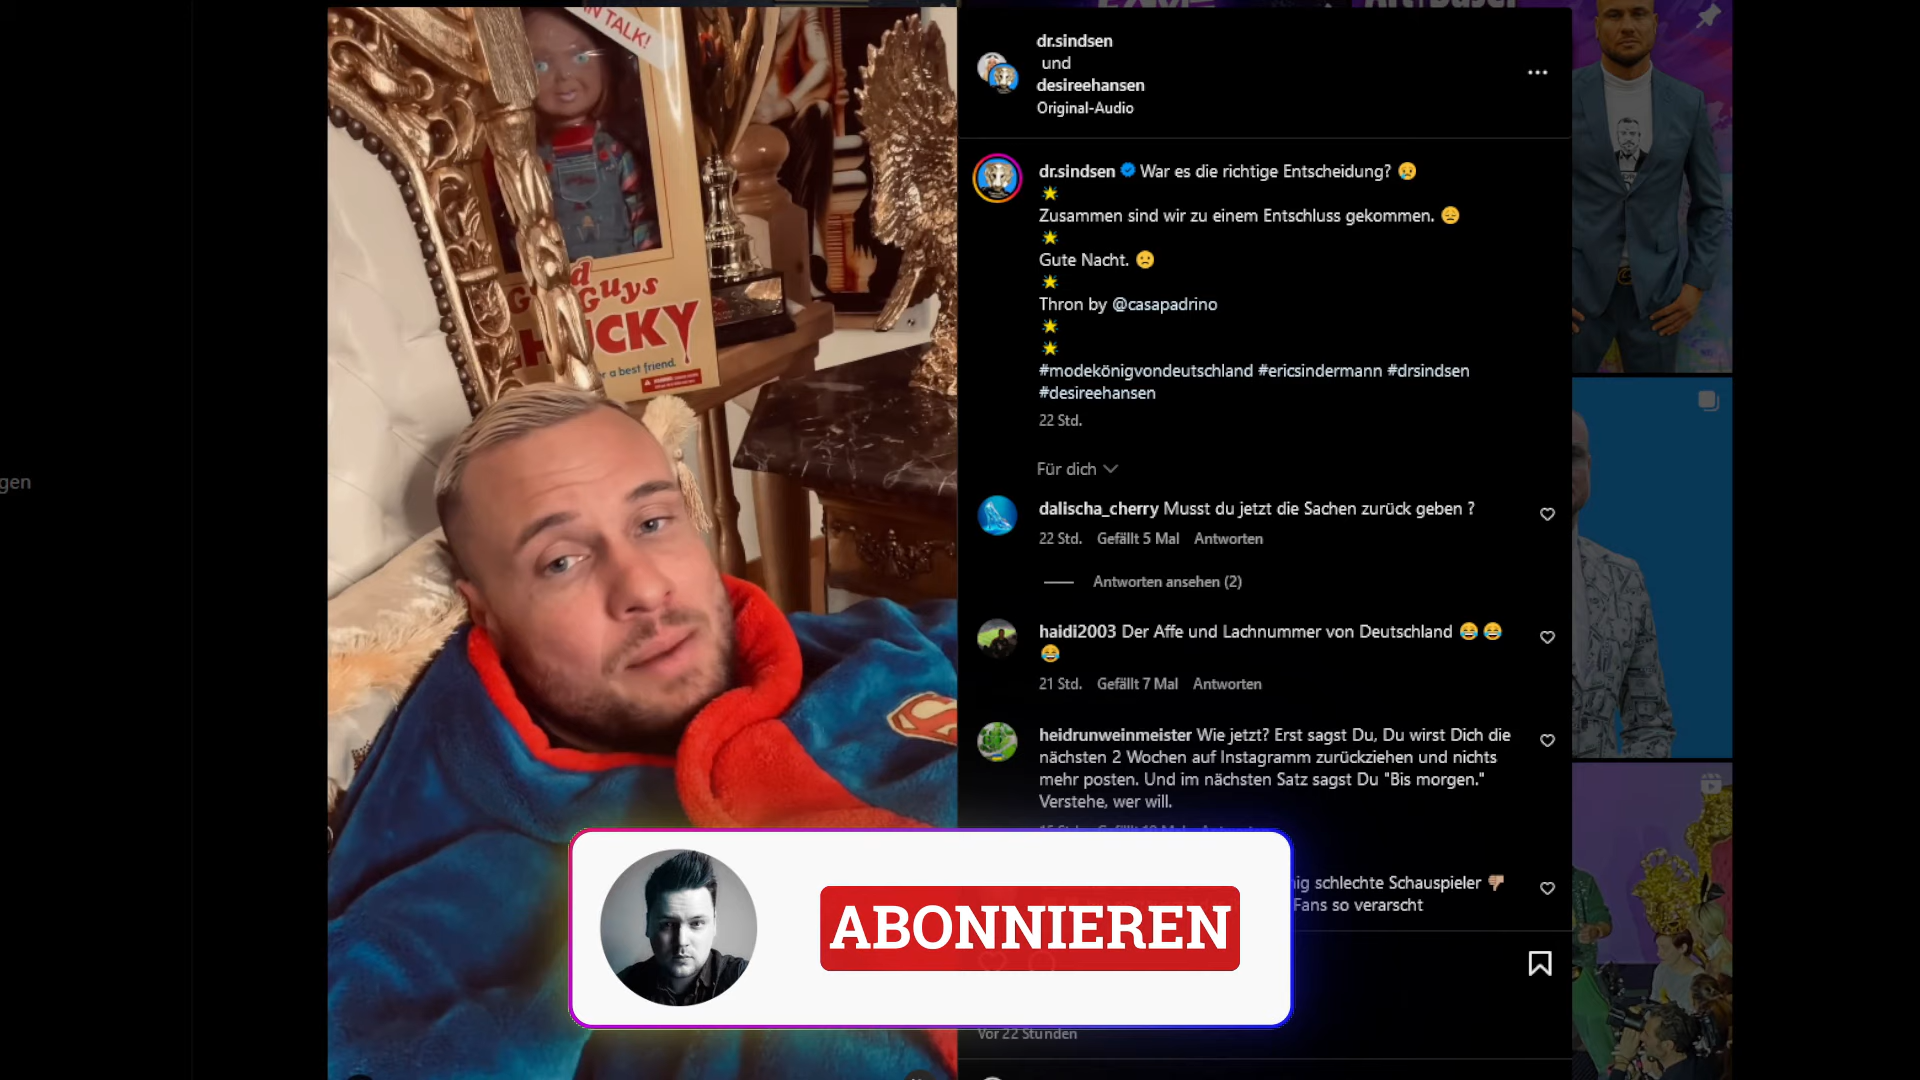 IN TALK!
Guys
CKY
r a best friend.
gen
dr.sindsen
und
desireehansen
Original-Audio
dr.sindsen War es die richtige Entscheidung? 😢
🌟
Zusammen sind wir zu einem Entschluss gekommen. 😔
🌟
Gute Nacht. 🙁
🌟
Thron by @casapadrino
🌟
🌟
#modekönigvondeutschland #ericsindermann #drsindsen
#desireehansen
22 Std.
Für dich
dalischa_cherry Musst du jetzt die Sachen zurück geben ?
22 Std. Gefällt 5 Mal Antworten
Antworten ansehen (2)
haidi2003 Der Affe und Lachnummer von Deutschland 😂😂
😂
21 Std. Gefällt 7 Mal Antworten
heidrunweinmeister Wie jetzt? Erst sagst Du, Du wirst Dich die
nächsten 2 Wochen auf Instagramm zurückziehen und nichts
mehr posten. Und im nächsten Satz sagst Du "Bis morgen."
Verstehe, wer will.
nig schlechte Schauspieler 👎🏼
Fans so verarscht
ABONNIEREN
Vor 22 Stunden